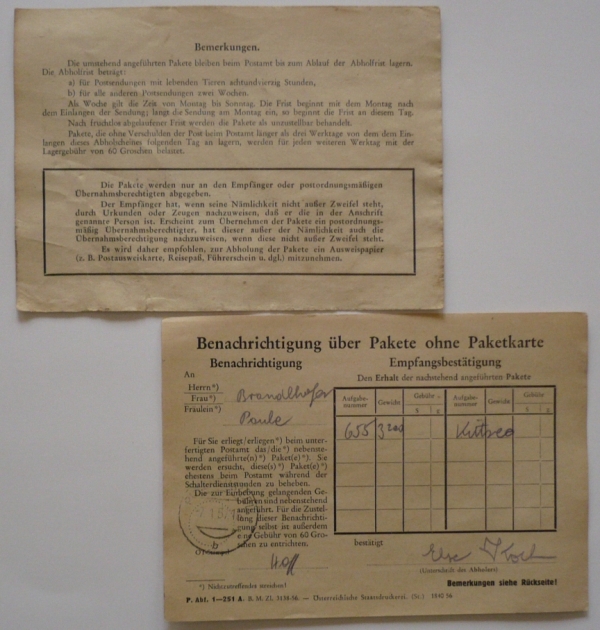 Bemerkungen.
Die umstehend angeführten Pakete bleiben beim Postamt bis zum Ablauf der Abholfrist lagern.
Die Abholfrist beträgt:
a) für Postsendungen mit lebenden Tieren achtundvierzig Stunden,
b) für alle anderen Postsendungen zwei Wochen.
Als Woche gilt die Zeit von Montag bis Sonntag. Die Frist beginnt mit dem Montag nach
dem Einlangen der Sendung; langt die Sendung am Montag ein, so beginnt die Frist an diesem Tag.
Nach fruchtlos abgelaufener Frist werden die Pakete als unzustellbar behandelt.
Pakete, die ohne Verschulden der Post beim Postamt länger als drei Werktage von dem dem Ein-
langen dieses Abholscheines folgenden Tag an lagern, werden für jeden weiteren Werktag mit der
Lagergebühr von 60 Groschen belastet.
Die Pakete werden nur an den Empfänger oder postordnungsmäßigen
Übernahmsberechtigten abgegeben.
Der Empfänger hat, wenn seine Nämlichkeit nicht außer Zweifel steht,
durch Urkunden oder Zeugen nachzuweisen, daß er die in der Anschrift
genannte Person ist. Erscheint zum Übernehmen der Pakete ein postordnungs-
mäßig Übernahmsberechtigter, hat dieser außer der Nämlichkeit auch die
Übernahmsberechtigung nachzuweisen, wenn diese nicht außer Zweifel steht.
Es wird daher empfohlen, zur Abholung der Pakete ein Ausweispapier
(z. B. Postausweiskarte, Reisepaß, Führerschein u. dgl.) mitzunehmen.
Benachrichtigung über Pakete ohne Paketkarte
Benachrichtigung
An
Herrn*)
Frau*)
Fräulein*)
Brandlhofer
Paule
Für Sie erliegt/erliegen*) beim unter-
fertigten Postamt das/die*) nebenste-
hend angeführte(n*) Paket(e*). Sie
werden ersucht, diese(s*) Paket(e*)
ehestens beim Postamt während der
Schalterdienststunden zu beheben.
Die zur Einhebung gelangenden Ge-
bühren sind nebenstehend
angeführt. Für die Zustel-
lung dieser Benachrichti-
gung selbst ist außerdem
eine Gebühr von 60 Gro-
schen zu entrichten.
*) Nichtzutreffendes streichen!
Empfangsbestätigung
Den Erhalt der nachstehend angeführten Pakete
Aufgabe-nummer Gewicht Gebühr S g Aufgabe-nummer Gewicht Gebühr S g
655 3200
bestätigt
Else Koch
(Unterschrift des Abholers)
Bemerkungen siehe Rückseite!
P. Abt. 1—251 A. — Österreichische Staatsdruckerei. (St.)